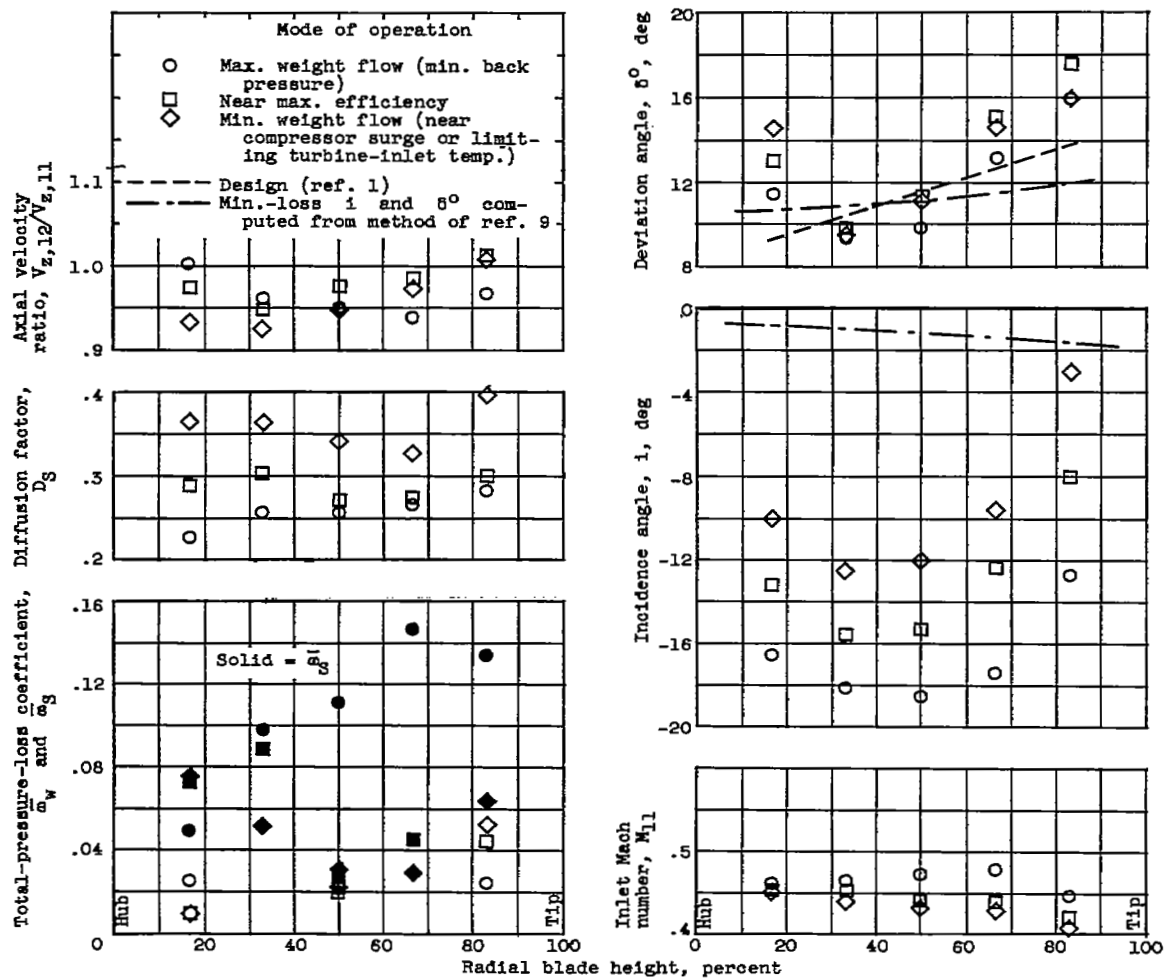 Mode of operation
Max. weight flow (min. back
pressure)
Near max. efficiency
Min. weight flow (near
compressor surge or limit-
ing turbine-inlet temp.)
Design (ref. 1)
Min.-loss i and δ° com-
puted from method of ref. 9
Axial velocity
ratio, Vz,12/Vz,11
1.1
1.0
.9
Diffusion factor,
DS
.4
.3
.2
Total-pressure-loss coefficient,
ω̄w and ω̄S
.16
.12
.08
.04
0
Solid = ω̄S
Hub
Tip
20
40
60
80
100
Deviation angle, δ°, deg
20
16
12
8
Incidence angle, i, deg
0
-4
-8
-12
-16
-20
Inlet Mach
number, M11
.5
.4
Hub
Tip
0
20
40
60
80
100
Radial blade height, percent